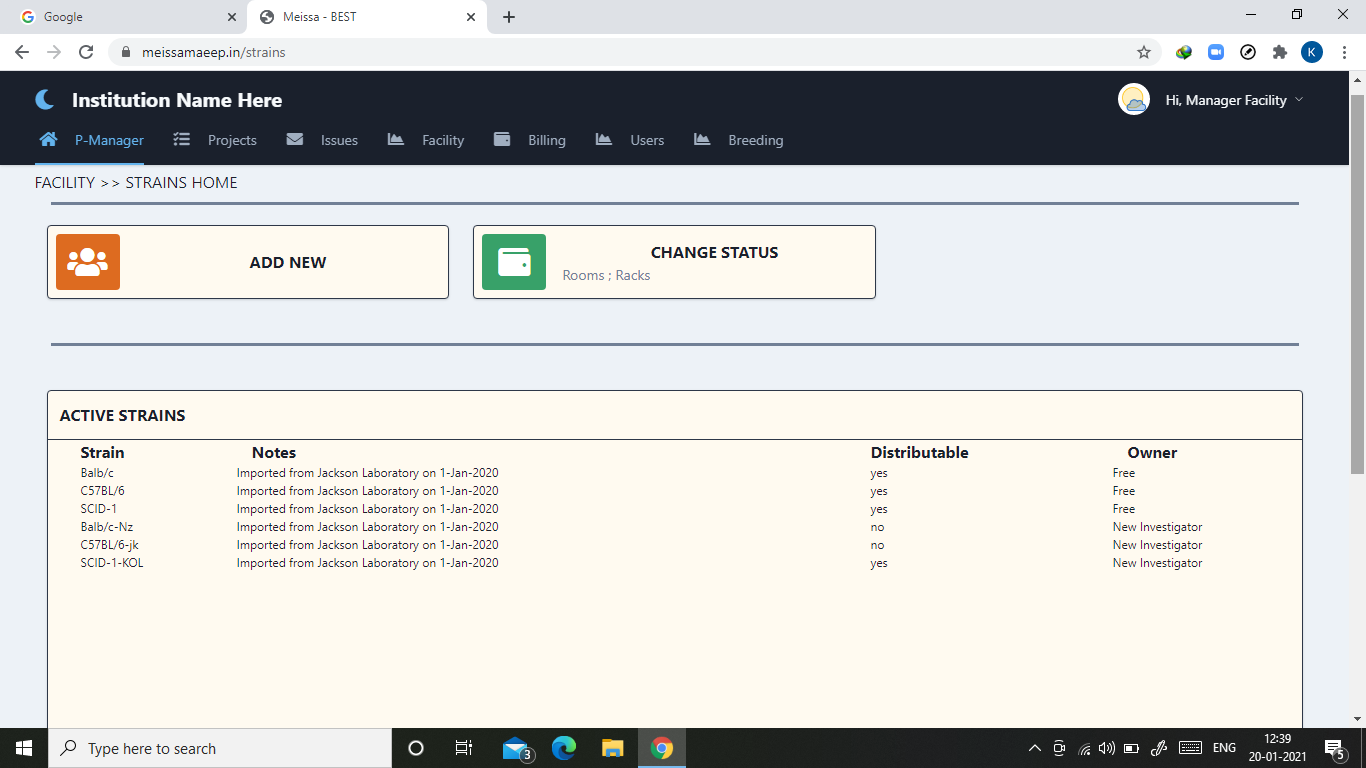 Google
Meissa - BEST
meissamaeep.in/strains
K
Institution Name Here
Hi, Manager Facility
P-Manager Projects Issues Facility Billing Users Breeding
FACILITY >> STRAINS HOME
ADD NEW
CHANGE STATUS
Rooms ; Racks
ACTIVE STRAINS
Strain Notes Distributable Owner
Balb/c Imported from Jackson Laboratory on 1-Jan-2020 yes Free
C57BL/6 Imported from Jackson Laboratory on 1-Jan-2020 yes Free
SCID-1 Imported from Jackson Laboratory on 1-Jan-2020 yes Free
Balb/c-Nz Imported from Jackson Laboratory on 1-Jan-2020 no New Investigator
C57BL/6-jk Imported from Jackson Laboratory on 1-Jan-2020 no New Investigator
SCID-1-KOL Imported from Jackson Laboratory on 1-Jan-2020 yes New Investigator
Type here to search
3
ENG
12:39
20-01-2021
5